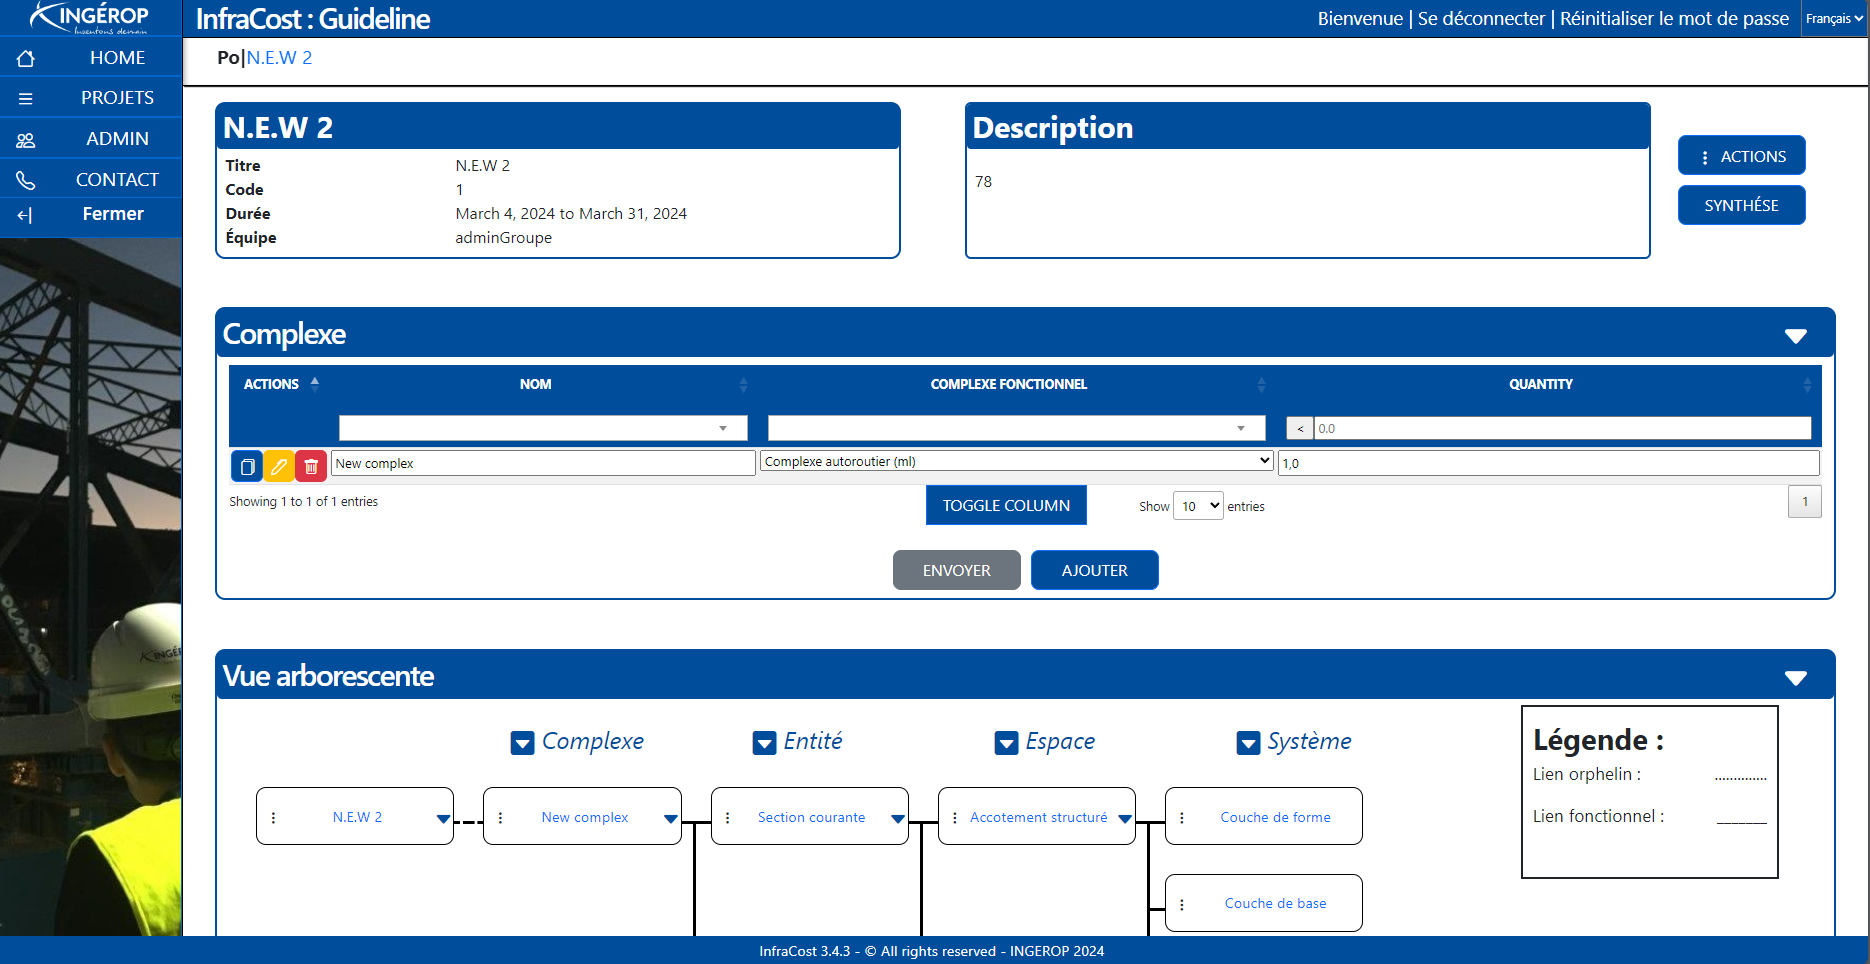 INGÉROP
Inventons demain
InfraCost : Guideline
Bienvenue | Se déconnecter | Réinitialiser le mot de passe
Français
HOME
PROJETS
ADMIN
CONTACT
Fermer
Po|N.E.W 2
N.E.W 2
Titre N.E.W 2
Code 1
Durée March 4, 2024 to March 31, 2024
Équipe adminGroupe
Description
78
ACTIONS
SYNTHÉSE
Complexe
ACTIONS NOM COMPLEXE FONCTIONNEL QUANTITY
< 0.0
New complex Complexe autoroutier (ml) 1,0
Showing 1 to 1 of 1 entries TOGGLE COLUMN Show 10 entries 1
ENVOYER AJOUTER
Vue arborescente
Complexe Entité Espace Système
N.E.W 2 New complex Section courante Accotement structuré Couche de forme
Couche de base
Légende :
Lien orphelin : ..............
Lien fonctionnel : _______
InfraCost 3.4.3 - © All rights reserved - INGEROP 2024